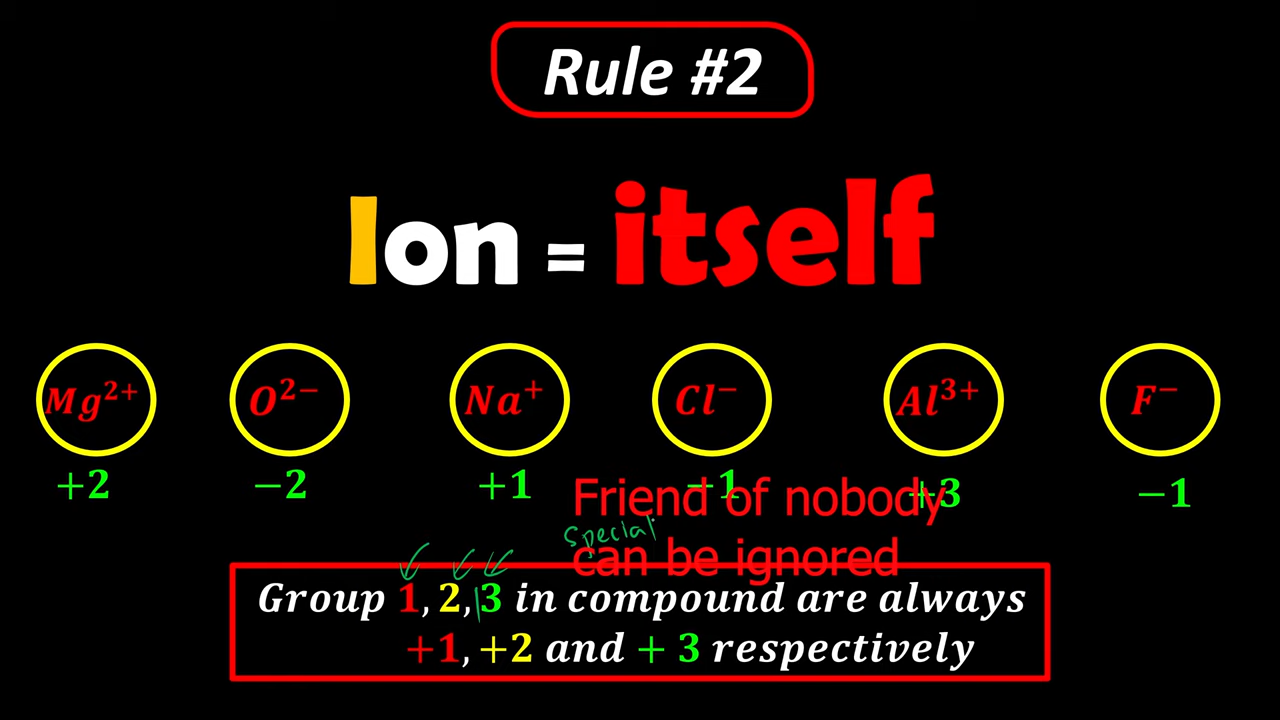 Rule #2
Ion = itself
Mg²⁺ O²⁻ Na⁺ Cl⁻ Al³⁺ F⁻
+2 −2 +1 −1 +3 −1
Friend of nobody
special
can be ignored
Group 1, 2, 13 in compound are always
+1, +2 and + 3 respectively